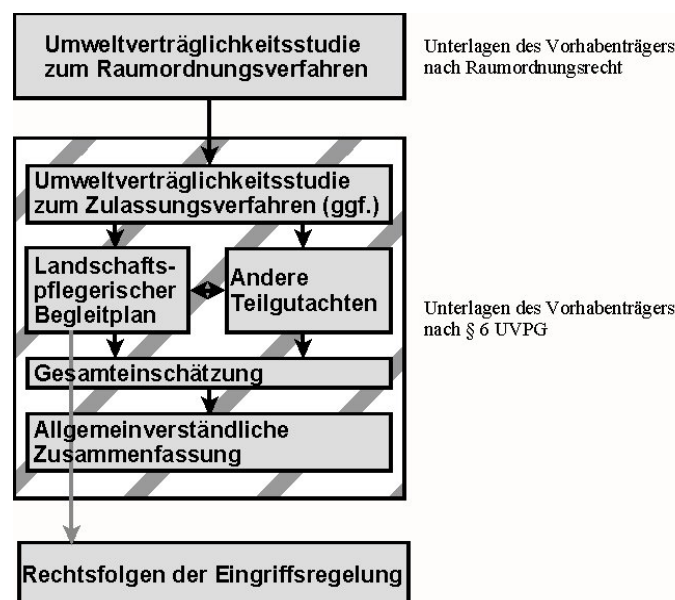 Umweltverträglichkeitsstudie
zum Raumordnungsverfahren
Unterlagen des Vorhabenträgers
nach Raumordnungsrecht
Umweltverträglichkeitsstudie
zum Zulassungsverfahren (ggf.)
Landschafts-
pflegerischer
Begleitplan
Andere
Teilgutachten
Unterlagen des Vorhabenträgers
nach § 6 UVPG
Gesamteinschätzung
Allgemeinverständliche
Zusammenfassung
Rechtsfolgen der Eingriffsregelung